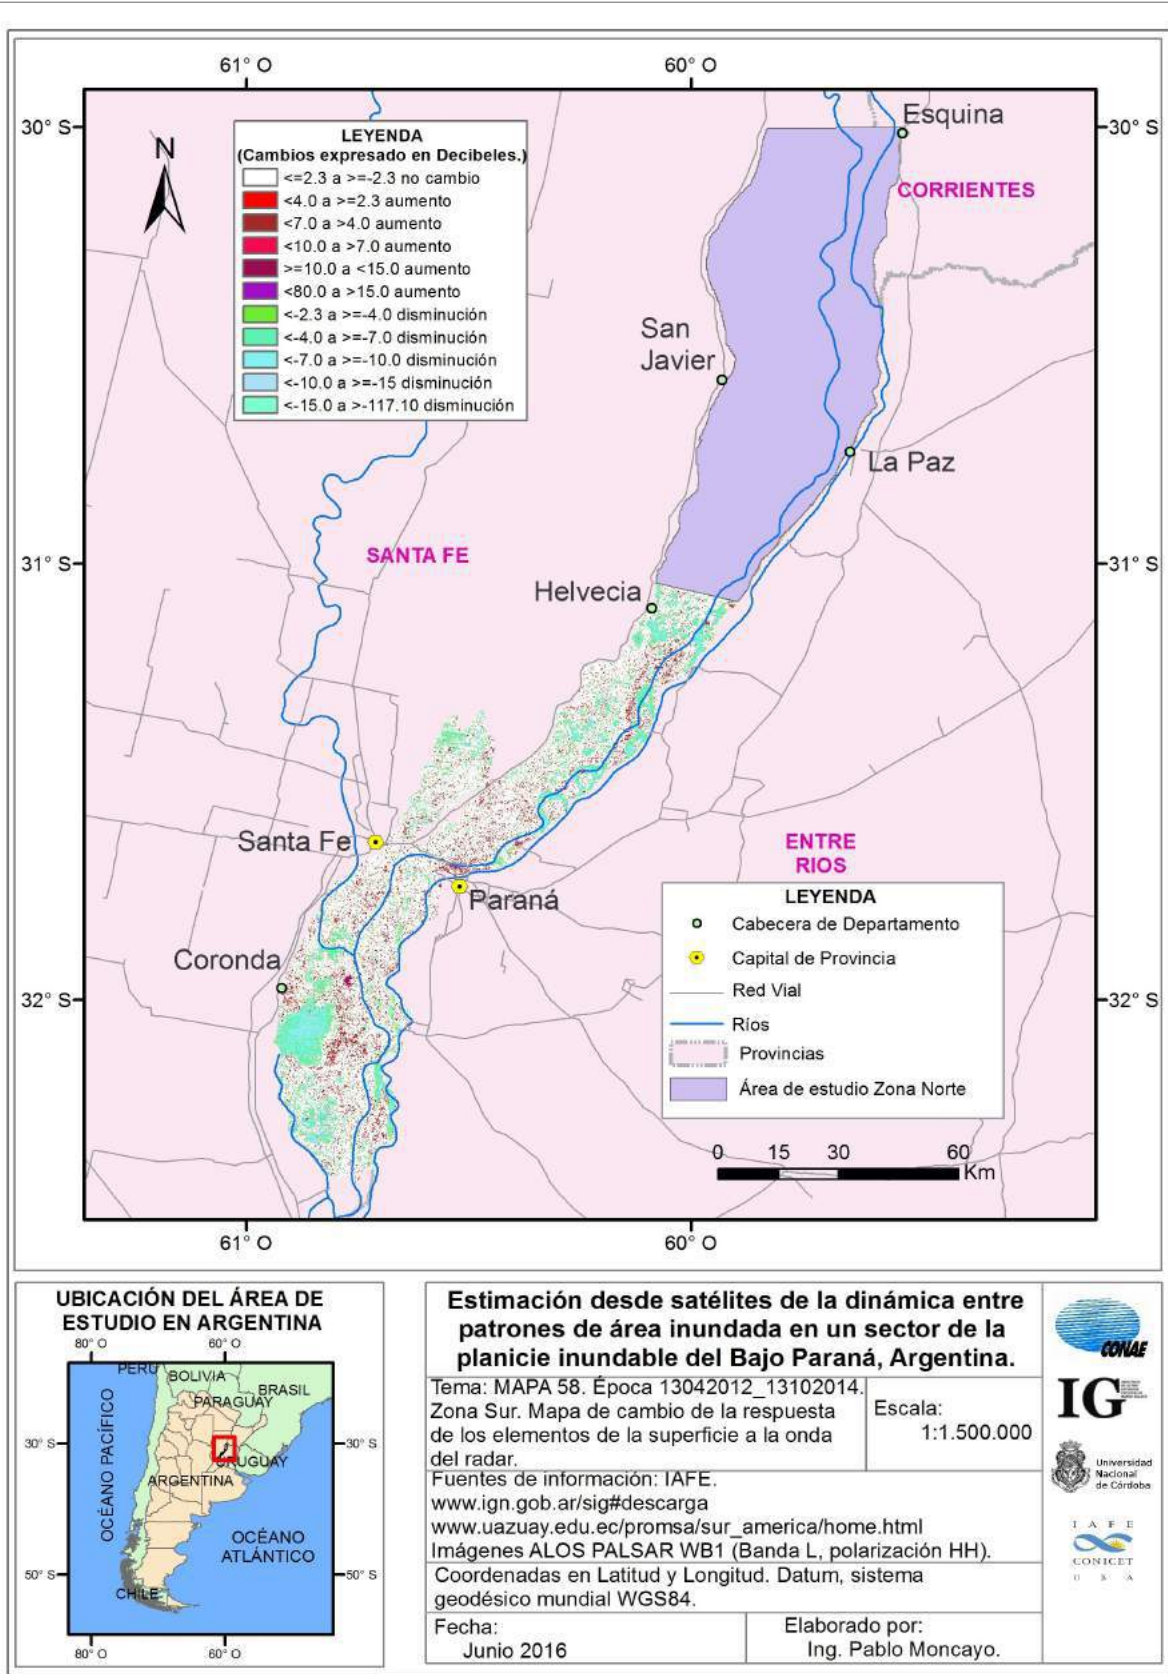 61° O
60° O
30° S
30° S
N
LEYENDA
(Cambios expresado en Decibeles.)
<=2.3 a >=-2.3 no cambio
<4.0 a >=2.3 aumento
<7.0 a >4.0 aumento
<10.0 a >7.0 aumento
>=10.0 a <15.0 aumento
<80.0 a >15.0 aumento
<-2.3 a >=-4.0 disminución
<-4.0 a >=-7.0 disminución
<-7.0 a >=-10.0 disminución
<-10.0 a >=-15 disminución
<-15.0 a >-117.10 disminución
Esquina
CORRIENTES
San
Javier
La Paz
SANTA FE
31° S
31° S
Helvecia
Santa Fe
Paraná
ENTRE
RIOS
Coronda
32° S
32° S
LEYENDA
Cabecera de Departamento
Capital de Provincia
Red Vial
Ríos
Provincias
Área de estudio Zona Norte
0 15 30 60
Km
61° O
60° O
UBICACIÓN DEL ÁREA DE
ESTUDIO EN ARGENTINA
80° O
60° O
PERU
BOLIVIA
BRASIL
PARAGUAY
30° S
30° S
URUGUAY
ARGENTINA
OCÉANO PACÍFICO
OCÉANO
ATLÁNTICO
50° S
50° S
CHILE
80° O
60° O
Estimación desde satélites de la dinámica entre
patrones de área inundada en un sector de la
planicie inundable del Bajo Paraná, Argentina.
Tema: MAPA 58. Época 13042012_13102014.
Zona Sur. Mapa de cambio de la respuesta
de los elementos de la superficie a la onda
del radar.
Escala:
1:1.500.000
Fuentes de información: IAFE.
www.ign.gob.ar/sig#descarga
www.uazuay.edu.ec/promsa/sur_america/home.html
Imágenes ALOS PALSAR WB1 (Banda L, polarización HH).
Coordenadas en Latitud y Longitud. Datum, sistema
geodésico mundial WGS84.
Fecha:
Junio 2016
Elaborado por:
Ing. Pablo Moncayo.
CONAE
IG
Universidad
Nacional
de Córdoba
I A F E
CONICET
U B A